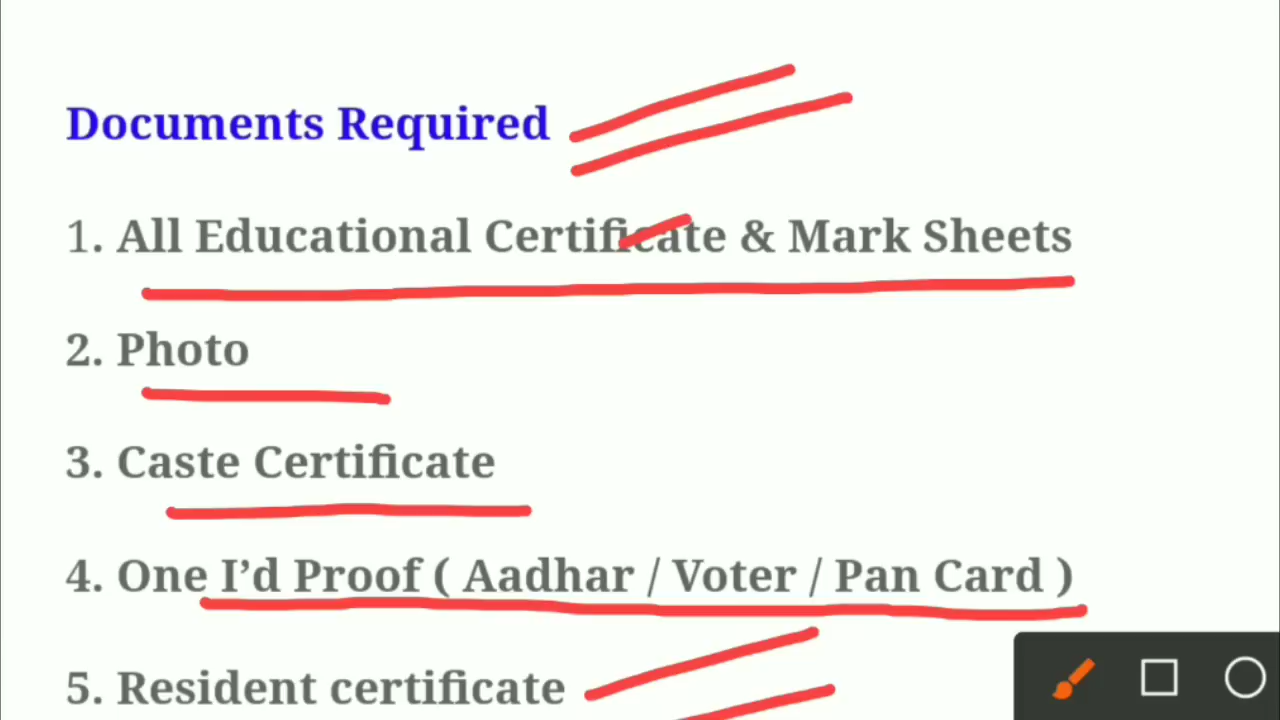 Documents Required
1. All Educational Certificate & Mark Sheets
2. Photo
3. Caste Certificate
4. One I’d Proof ( Aadhar / Voter / Pan Card )
5. Resident certificate